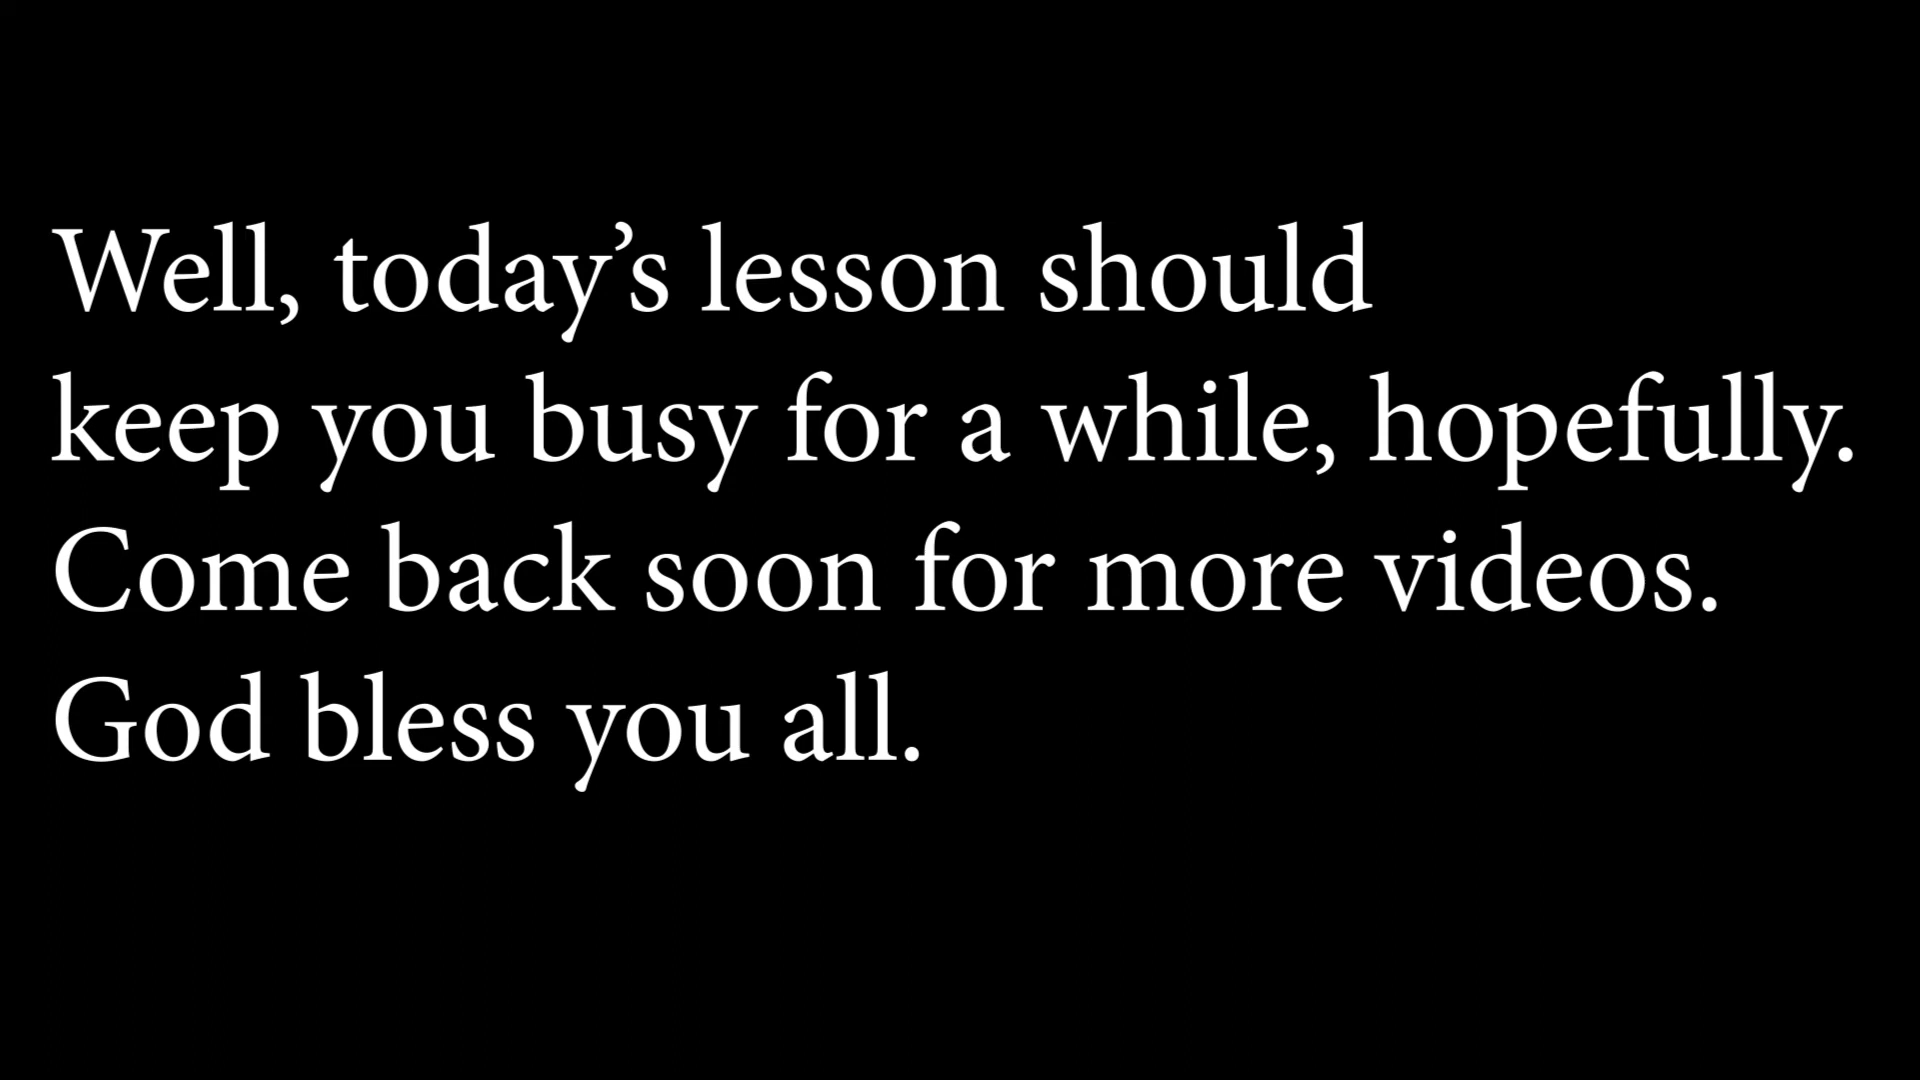 Well, today’s lesson should
keep you busy for a while, hopefully.
Come back soon for more videos.
God bless you all.